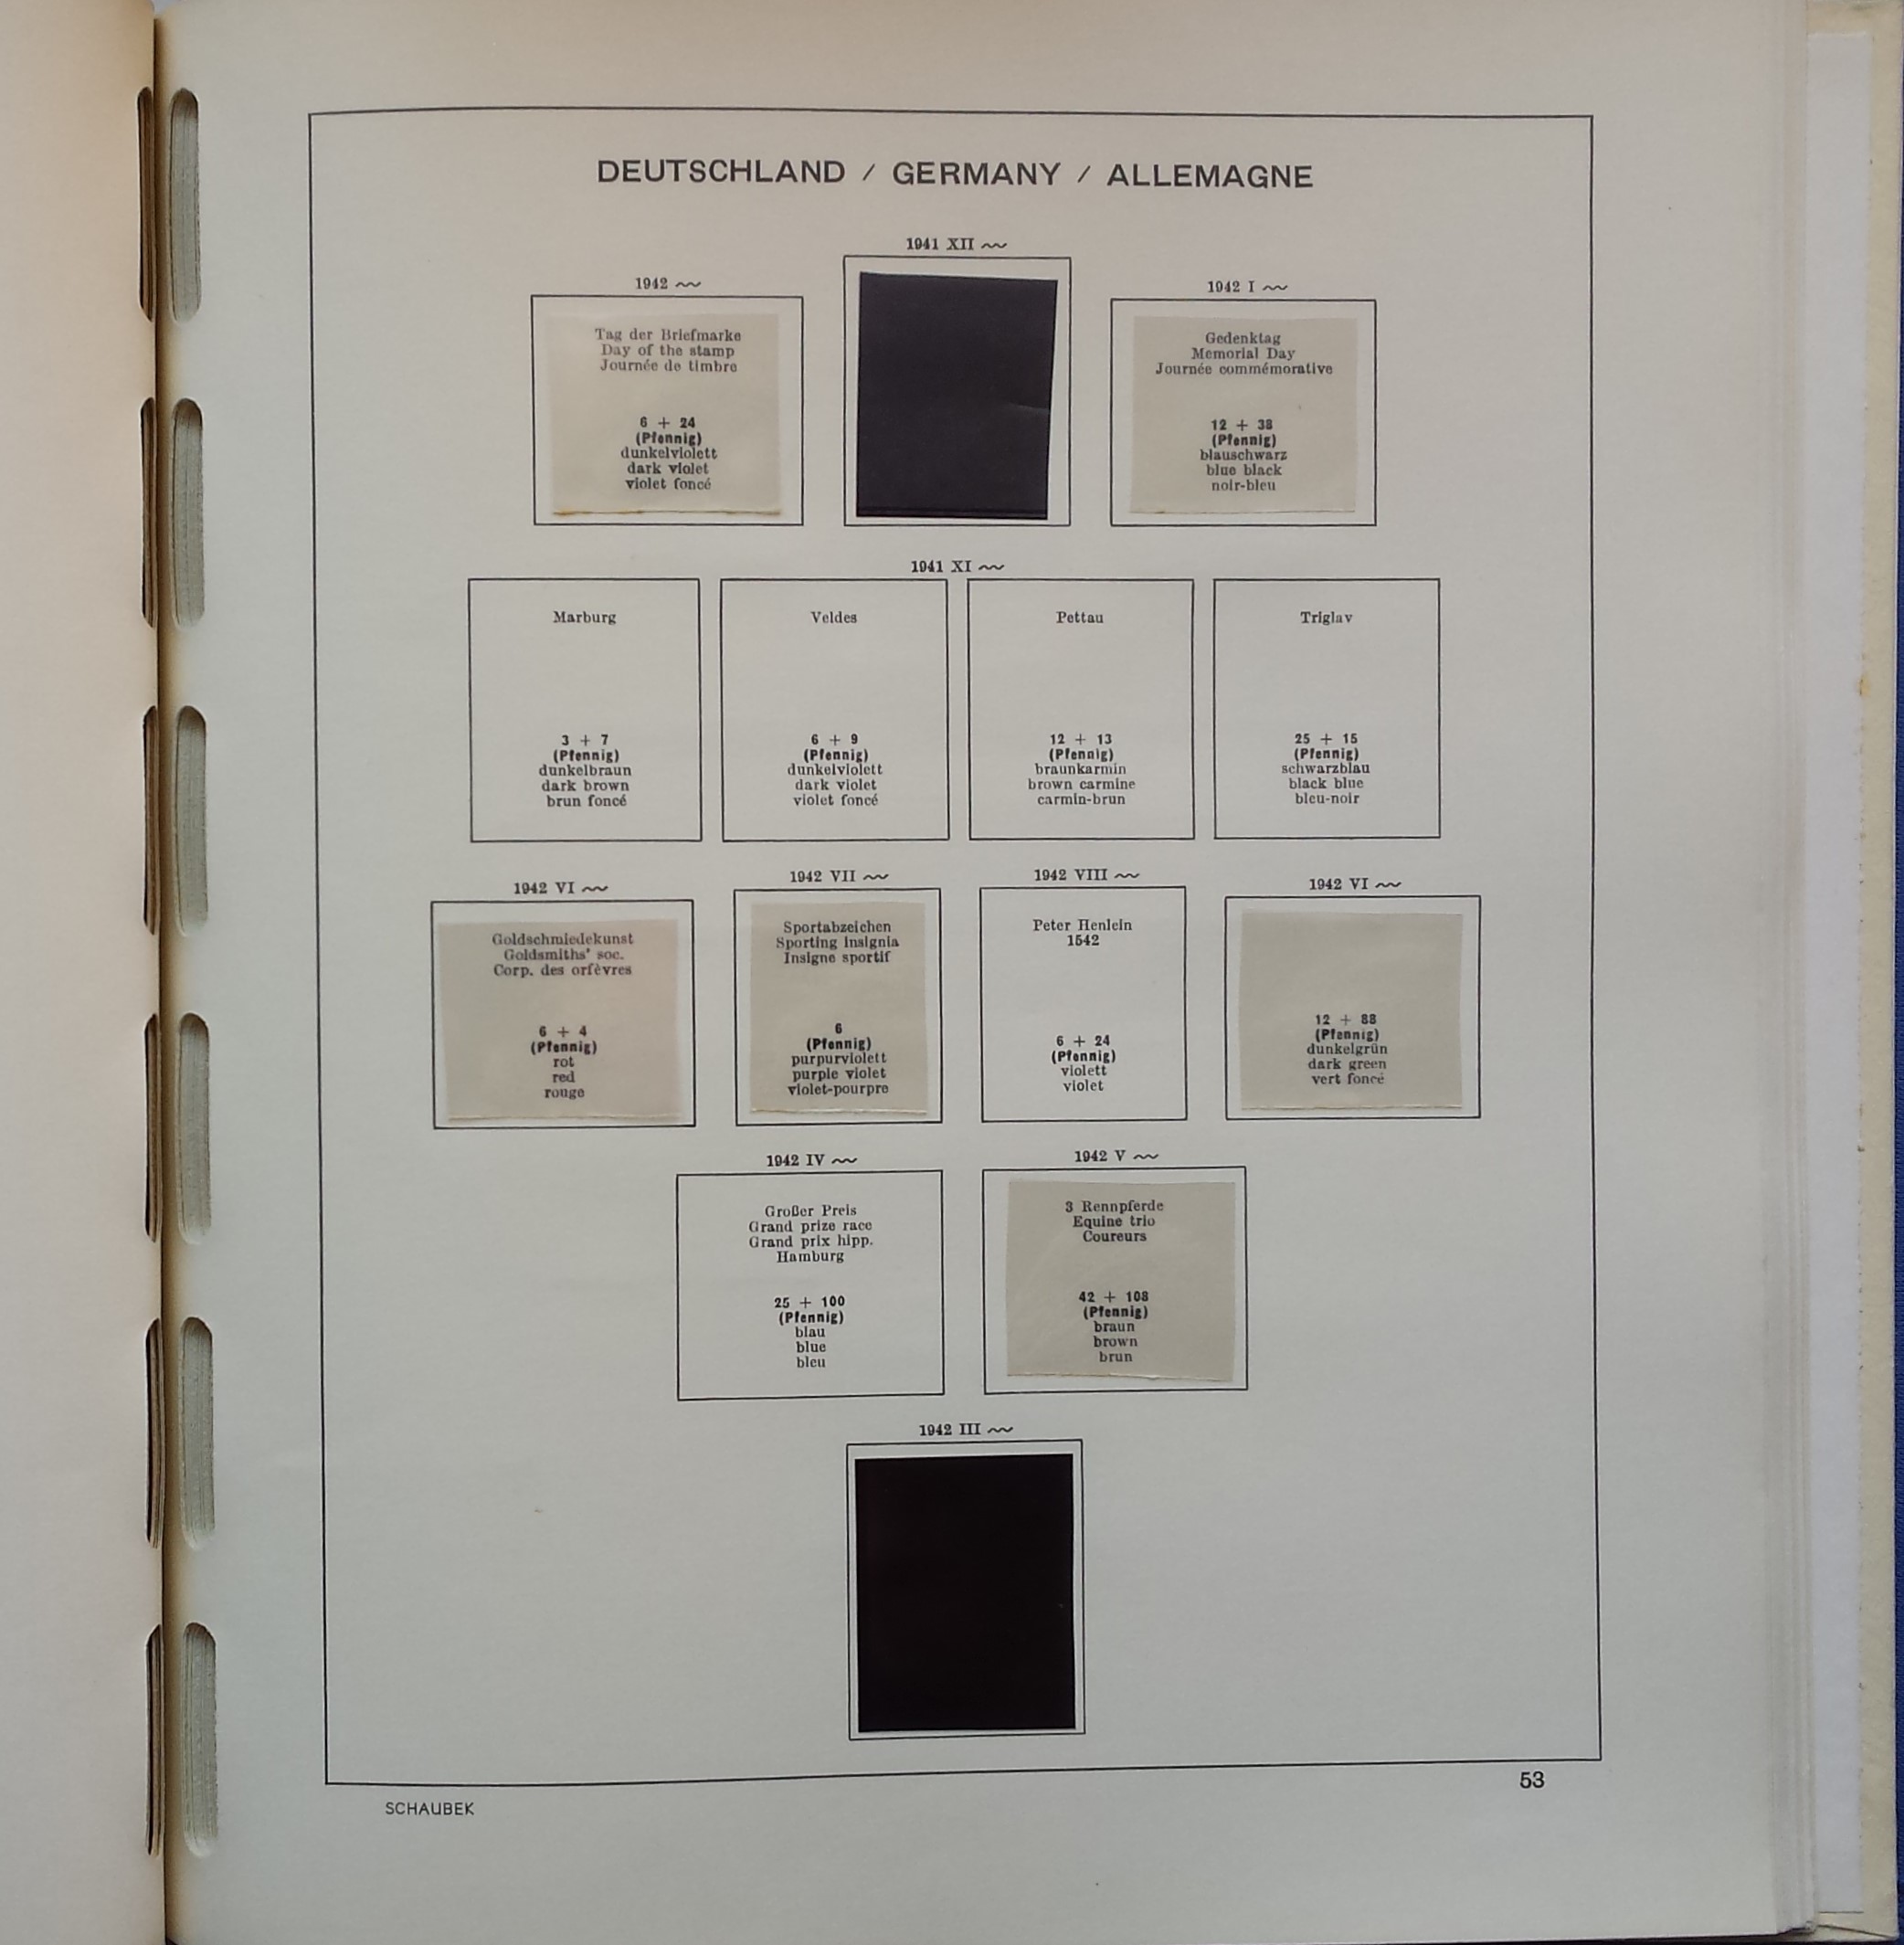 DEUTSCHLAND / GERMANY / ALLEMAGNE
1942
Tag der Briefmarke
Day of the stamp
Journée de timbre
6 + 24
(Pfennig)
dunkelviolett
dark violet
violet foncé
1941 XII
1942 I
Gedenktag
Memorial Day
Journée commémorative
12 + 38
(Pfennig)
blauschwarz
blue black
noir-bleu
1941 XI
Marburg
3 + 7
(Pfennig)
dunkelbraun
dark brown
brun foncé
Veldes
6 + 9
(Pfennig)
dunkelviolett
dark violet
violet foncé
Pettau
12 + 13
(Pfennig)
braunkarmin
brown carmine
carmin-brun
Triglav
25 + 15
(Pfennig)
schwarzblau
black blue
bleu-noir
1942 VI
Goldschmiedekunst
Goldsmiths' soc.
Corp. des orfèvres
6 + 4
(Pfennig)
rot
red
rouge
1942 VII
Sportabzeichen
Sporting insignia
Insigne sportif
6
(Pfennig)
purpurviolett
purple violet
violet-pourpre
1942 VIII
Peter Henlein
1542
6 + 24
(Pfennig)
violett
violet
1942 VI
12 + 88
(Pfennig)
dunkelgrün
dark green
vert foncé
1942 IV
Großer Preis
Grand prize race
Grand prix hipp.
Hamburg
25 + 100
(Pfennig)
blau
blue
bleu
1942 V
3 Rennpferde
Equine trio
Coureurs
42 + 108
(Pfennig)
braun
brown
brun
1942 III
53
SCHAUBEK